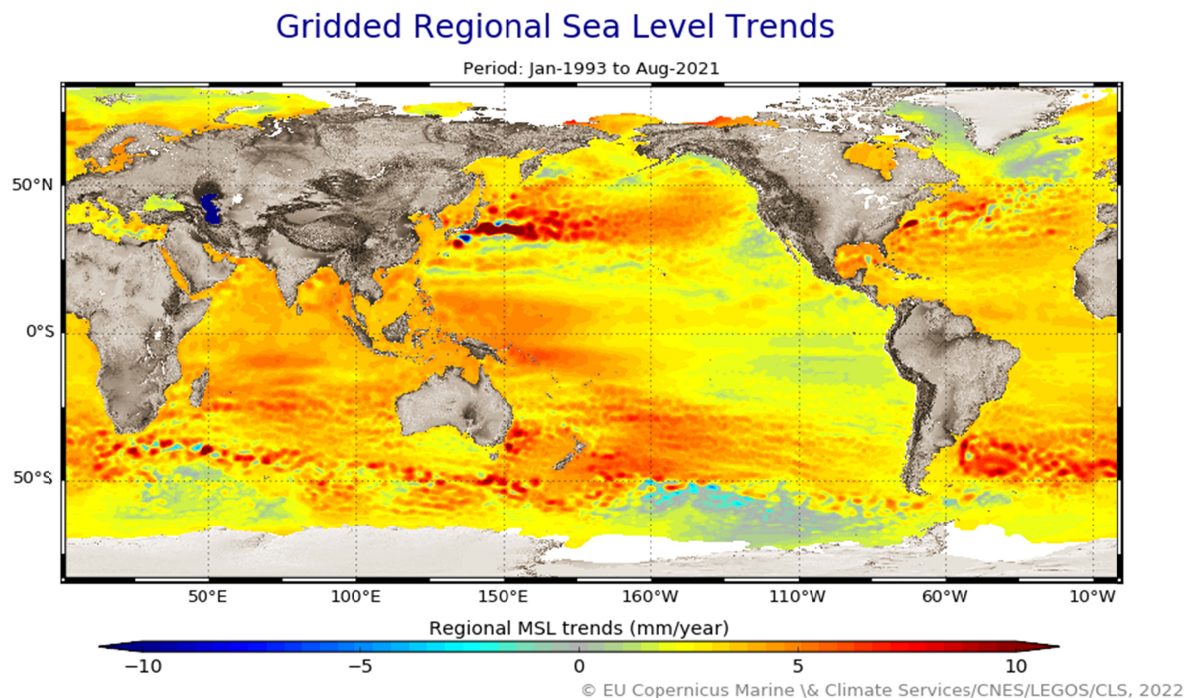 Gridded Regional Sea Level Trends
Period: Jan-1993 to Aug-2021
50°N
0°S
50°S
50°E 100°E 150°E 160°W 110°W 60°W 10°W
Regional MSL trends (mm/year)
−10 −5 0 5 10
© EU Copernicus Marine \& Climate Services/CNES/LEGOS/CLS, 2022